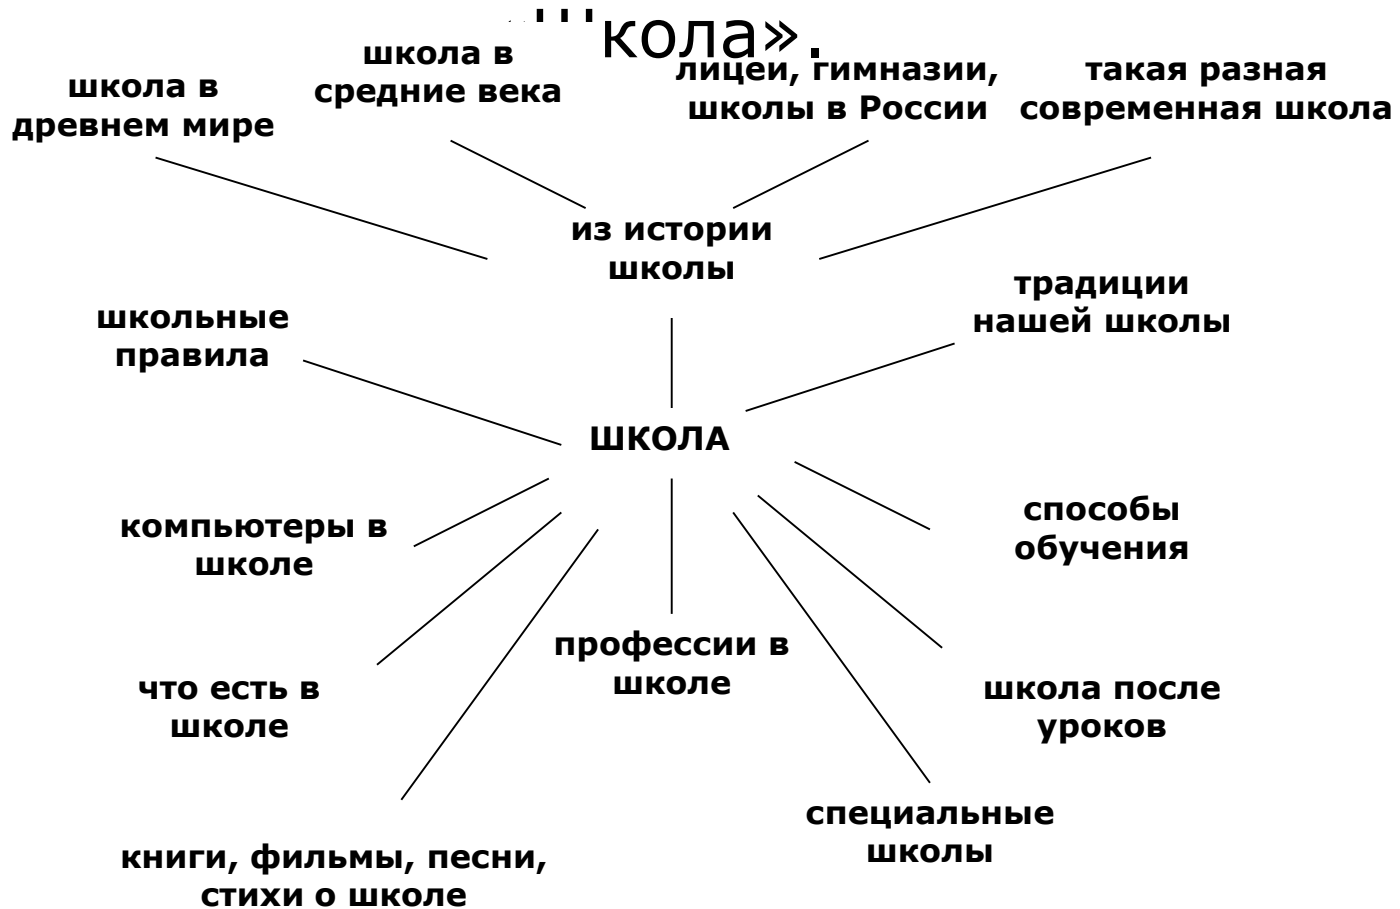 «Школа».
школа в
средние века
лицеи, гимназии,
школы в России
такая разная
современная школа
школа в
древнем мире
из истории
школы
традиции
нашей школы
школьные
правила
ШКОЛА
способы
обучения
компьютеры в
школе
профессии в
школе
что есть в
школе
школа после
уроков
специальные
школы
книги, фильмы, песни,
стихи о школе